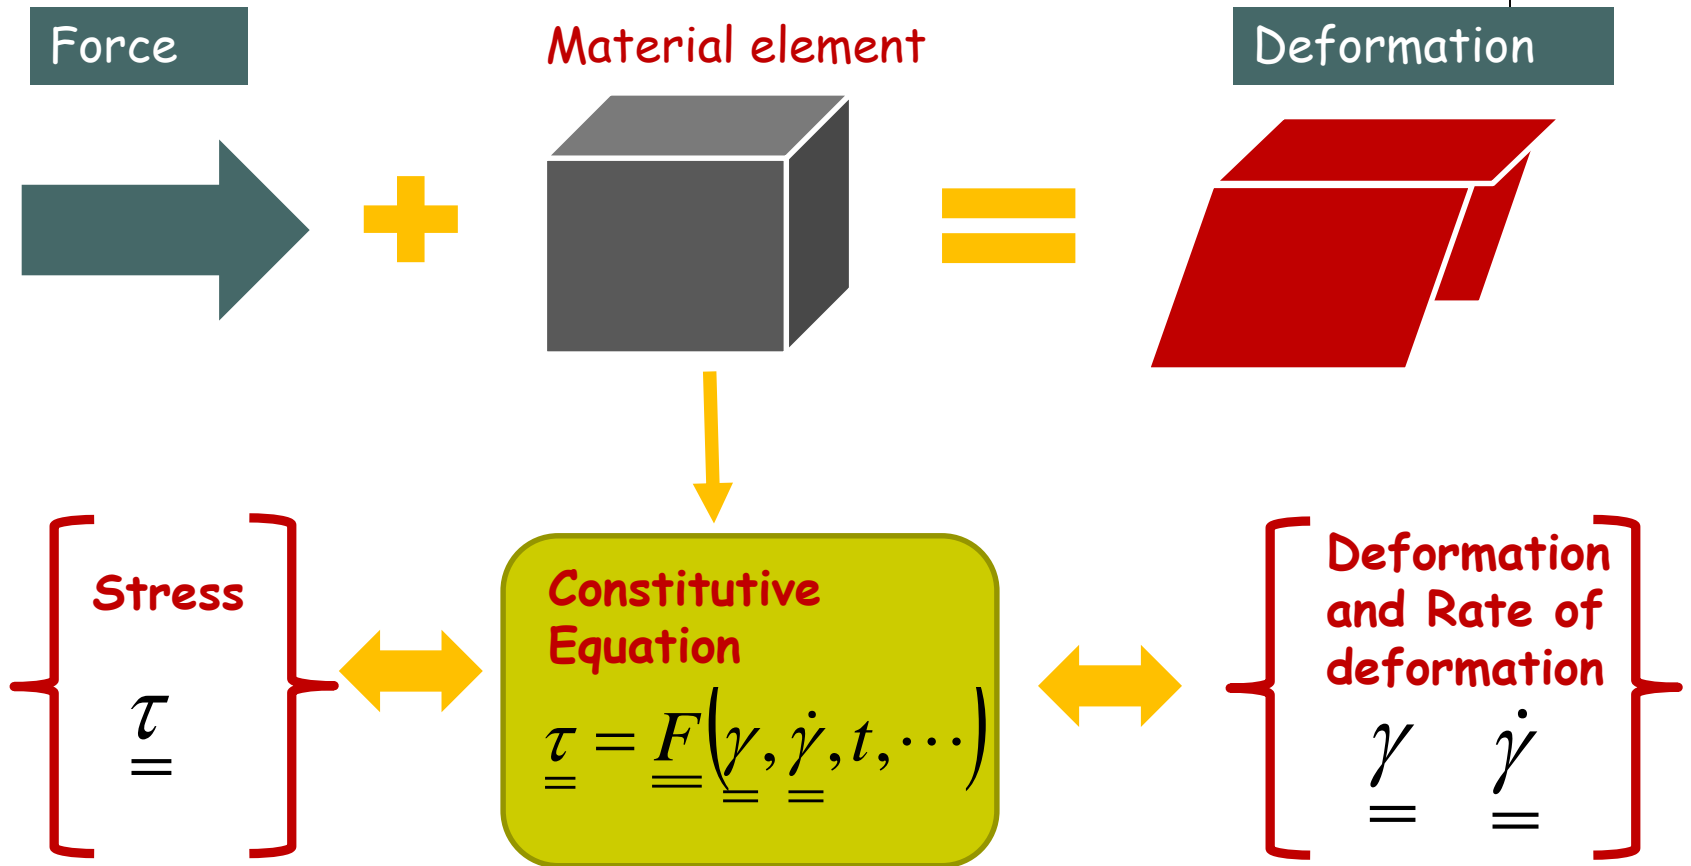 Force
Material element
Deformation
Stress
τ
Constitutive
Equation
τ = F(γ, γ̇, t, ⋯)
Deformation
and Rate of
deformation
γ γ̇